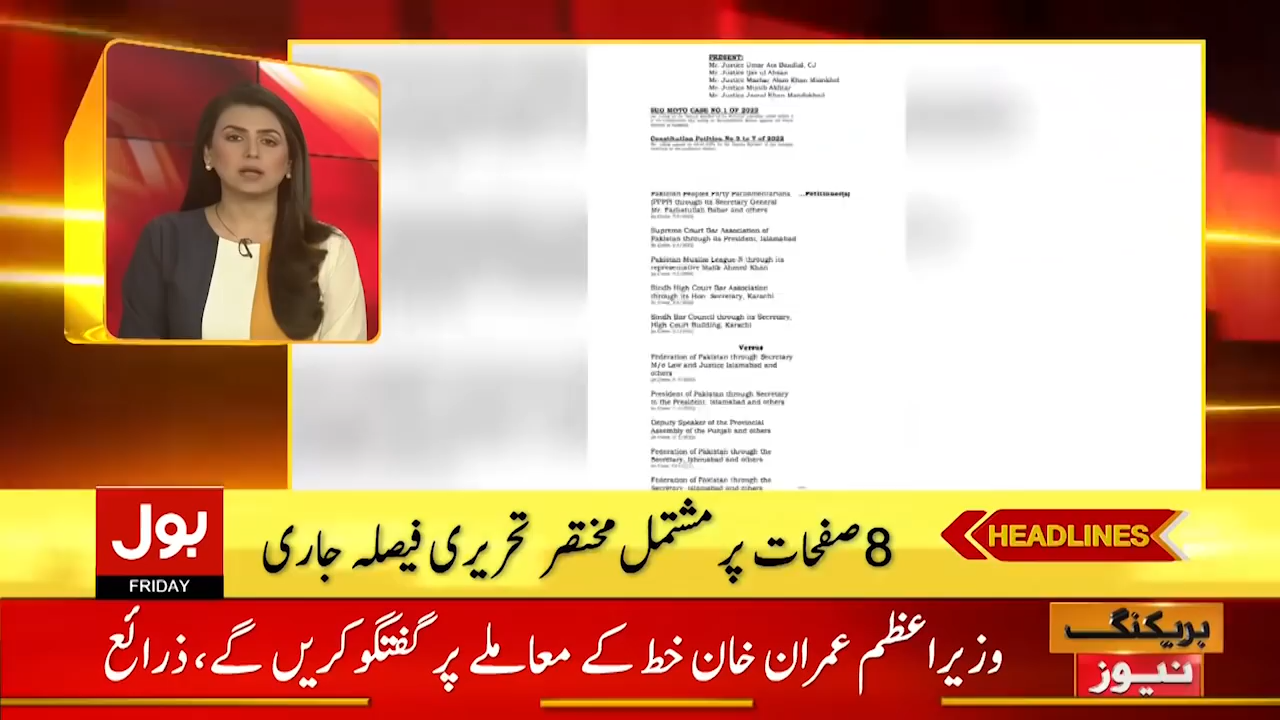 PRESENT:
Mr. Justice Umar Ata Bandial, CJ
Mr. Justice Ijaz ul Ahsan
Mr. Justice Mazhar Alam Khan Miankhel
Mr. Justice Munib Akhtar
Mr. Justice Jamal Khan Mandokhail
SUO MOTO CASE NO.1 OF 2022
Constitution Petition No 3 to 7 of 2022
Pakistan Peoples Party Parliamentarians ...Petitioner(s)
(PPPP) through its Secretary General
Mr. Farhatullah Babar and others
Supreme Court Bar Association of
Pakistan through its President, Islamabad
Pakistan Muslim League-N through its
representative Malik Ahmed Khan
Sindh High Court Bar Association
through its Hon. Secretary, Karachi
Sindh Bar Council through its Secretary,
High Court Building, Karachi
Versus
Federation of Pakistan through Secretary
M/o Law and Justice Islamabad and
others
President of Pakistan through Secretary
to the President, Islamabad and others
Deputy Speaker of the Provincial
Assembly of the Punjab and others
Federation of Pakistan through the
Secretary, Islamabad and others
Federation of Pakistan through the
Secretary, Islamabad and others
HEADLINES
8 صفحات پر مشتمل مختصر تحریری فیصلہ جاری
بول
FRIDAY
بریکنگ
نیوز
وزیراعظم عمران خان خط کے معاملے پر گفتگو کریں گے، ذرائع